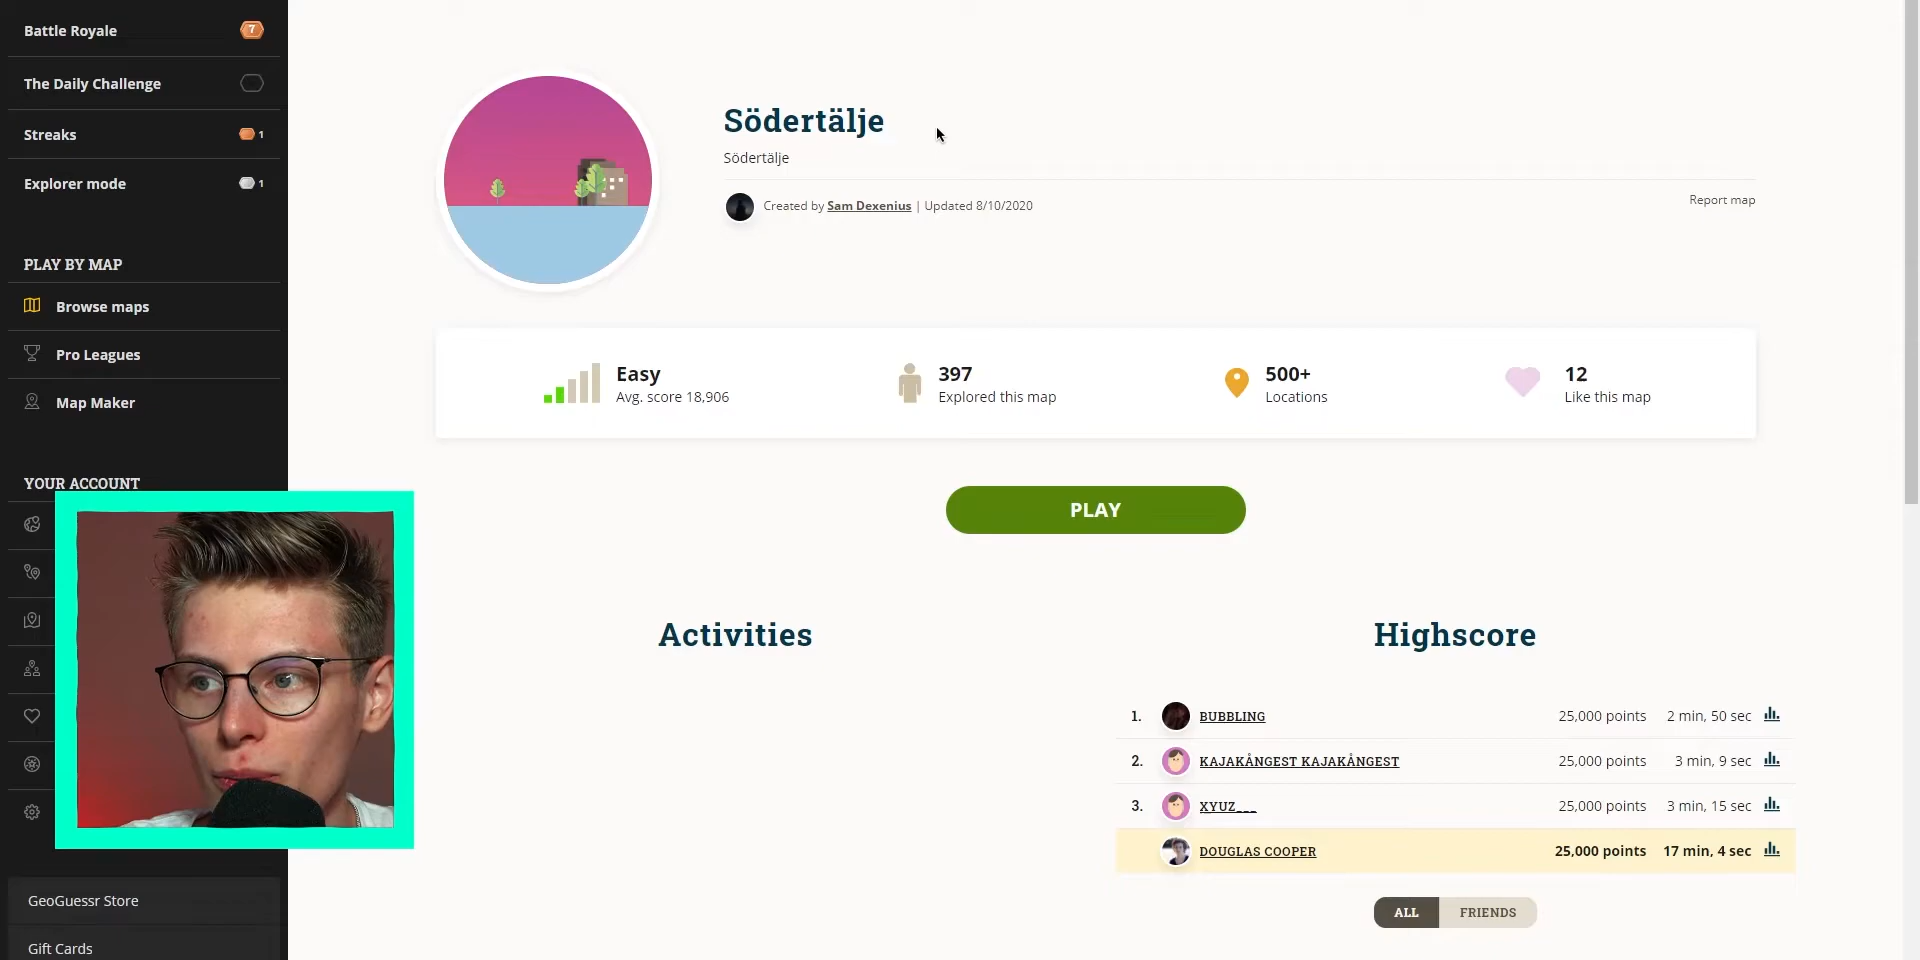 Battle Royale
7
The Daily Challenge
Streaks
1
Explorer mode
1
PLAY BY MAP
Browse maps
Pro Leagues
Map Maker
YOUR ACCOUNT
GeoGuessr Store
Gift Cards
Södertälje
Södertälje
Created by Sam Dexenius | Updated 8/10/2020
Report map
Easy
Avg. score 18,906
397
Explored this map
500+
Locations
12
Like this map
PLAY
Activities
Highscore
1. BUBBLING 25,000 points 2 min, 50 sec
2. KAJAKÅNGEST KAJAKÅNGEST 25,000 points 3 min, 9 sec
3. XYUZ___ 25,000 points 3 min, 15 sec
DOUGLAS COOPER 25,000 points 17 min, 4 sec
ALL FRIENDS